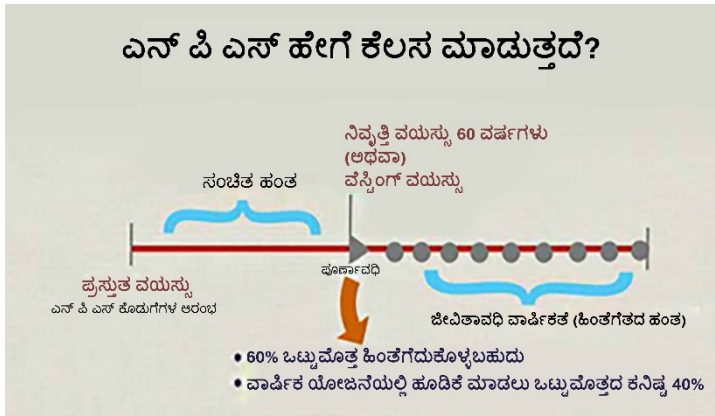 ಎನ್ ಪಿ ಎಸ್ ಹೇಗೆ ಕೆಲಸ ಮಾಡುತ್ತದೆ?
ನಿವೃತ್ತಿ ವಯಸ್ಸು 60 ವರ್ಷಗಳು
(ಅಥವಾ)
ವೆಸ್ಟಿಂಗ್ ವಯಸ್ಸು
ಸಂಚಿತ ಹಂತ
ಪೂರ್ಣಾವಧಿ
ಪ್ರಸ್ತುತ ವಯಸ್ಸು
ಎನ್ ಪಿ ಎಸ್ ಕೊಡುಗೆಗಳ ಆರಂಭ
ಜೀವಿತಾವಧಿ ವಾರ್ಷಿಕತೆ (ಹಿಂತೆಗೆತದ ಹಂತ)
• 60% ಒಟ್ಟುಮೊತ್ತ ಹಿಂತೆಗೆದುಕೊಳ್ಳಬಹುದು
• ವಾರ್ಷಿಕ ಯೋಜನೆಯಲ್ಲಿ ಹೂಡಿಕೆ ಮಾಡಲು ಒಟ್ಟುಮೊತ್ತದ ಕನಿಷ್ಟ 40%